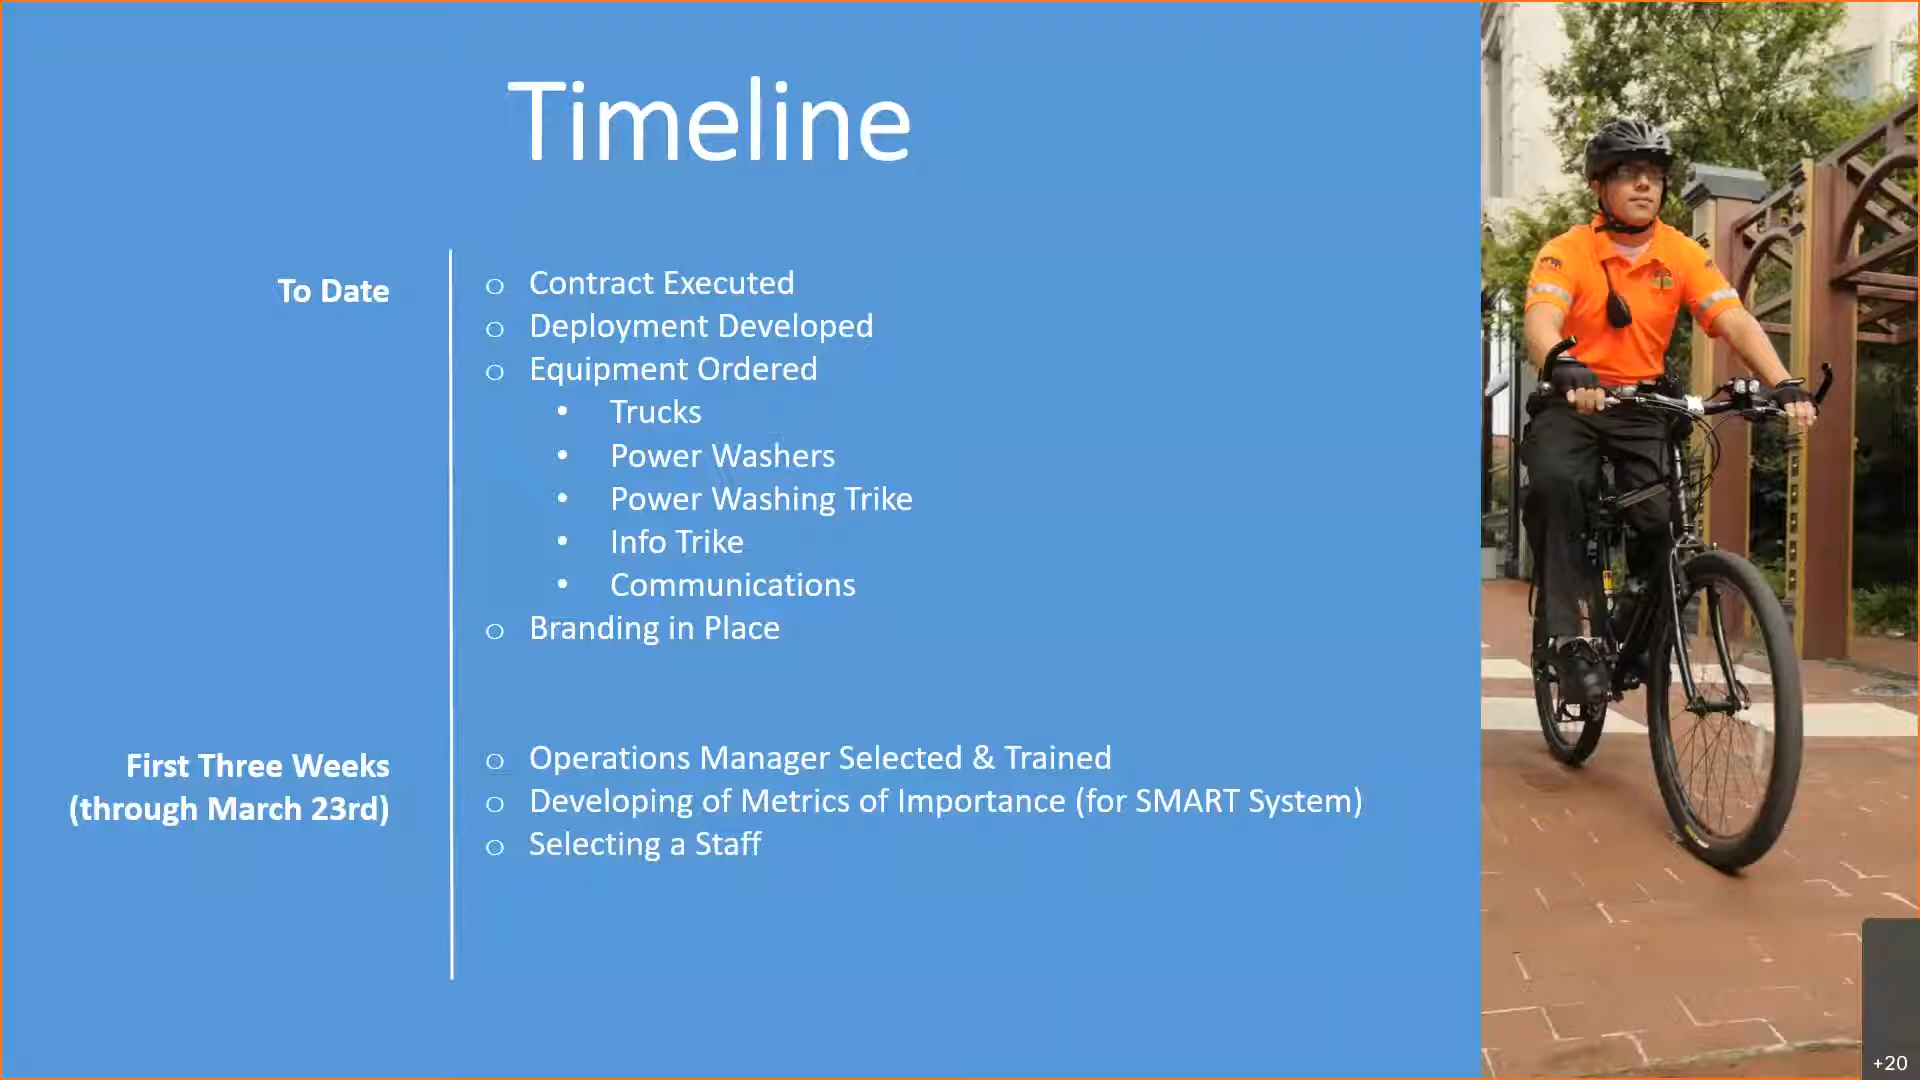 Timeline
To Date
o Contract Executed
o Deployment Developed
o Equipment Ordered
• Trucks
• Power Washers
• Power Washing Trike
• Info Trike
• Communications
o Branding in Place
First Three Weeks
(through March 23rd)
o Operations Manager Selected & Trained
o Developing of Metrics of Importance (for SMART System)
o Selecting a Staff
+20